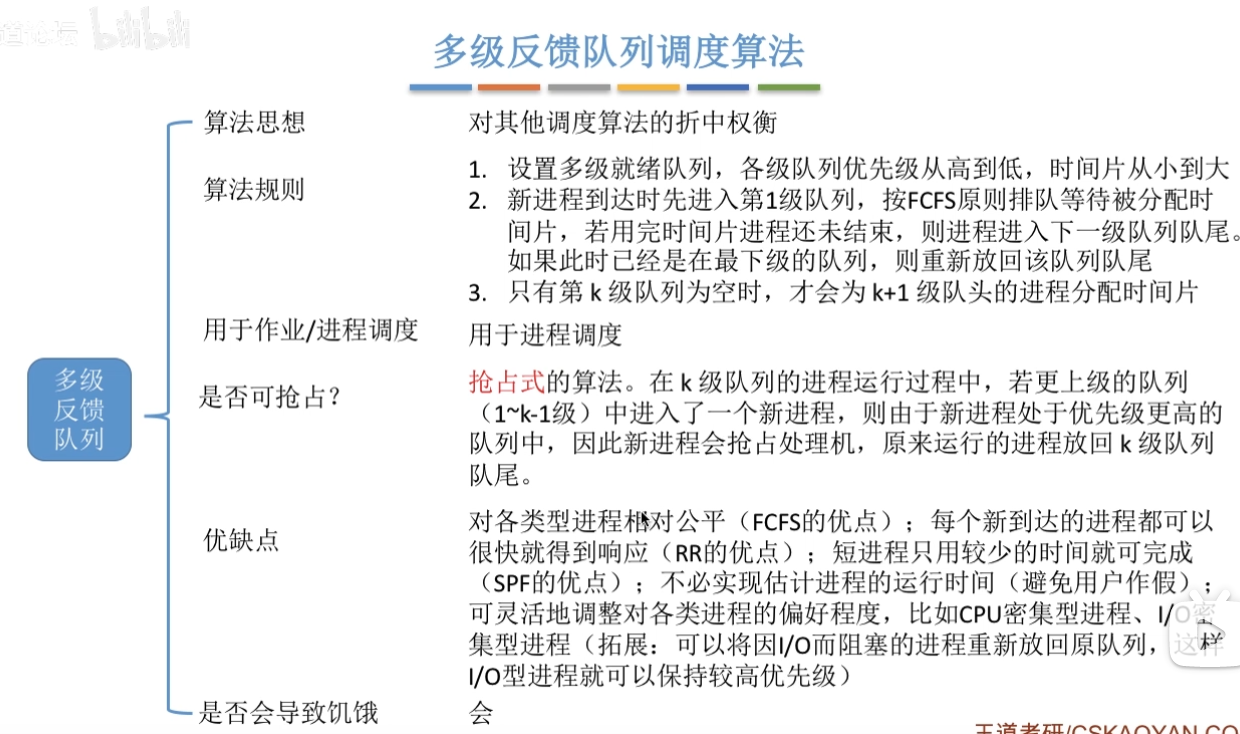 道论坛 bilibili
多级反馈队列调度算法
算法思想
对其他调度算法的折中权衡
算法规则
1. 设置多级就绪队列，各级队列优先级从高到低，时间片从小到大
2. 新进程到达时先进入第1级队列，按FCFS原则排队等待被分配时
间片，若用完时间片进程还未结束，则进程进入下一级队列队尾。
如果此时已经是在最下级的队列，则重新放回该队列队尾
3. 只有第 k 级队列为空时，才会为 k+1 级队头的进程分配时间片
用于作业/进程调度
用于进程调度
多级
反馈
队列
是否可抢占？
抢占式的算法。在 k 级队列的进程运行过程中，若更上级的队列
（1~k-1级）中进入了一个新进程，则由于新进程处于优先级更高的
队列中，因此新进程会抢占处理机，原来运行的进程放回 k 级队列
队尾。
优缺点
对各类型进程相对公平（FCFS的优点）；每个新到达的进程都可以
很快就得到响应（RR的优点）；短进程只用较少的时间就可完成
（SPF的优点）；不必实现估计进程的运行时间（避免用户作假）；
可灵活地调整对各类进程的偏好程度，比如CPU密集型进程、I/O密
集型进程（拓展：可以将因I/O而阻塞的进程重新放回原队列，这样
I/O型进程就可以保持较高优先级）
是否会导致饥饿
会
王道考研/CSKAOYAN.CO